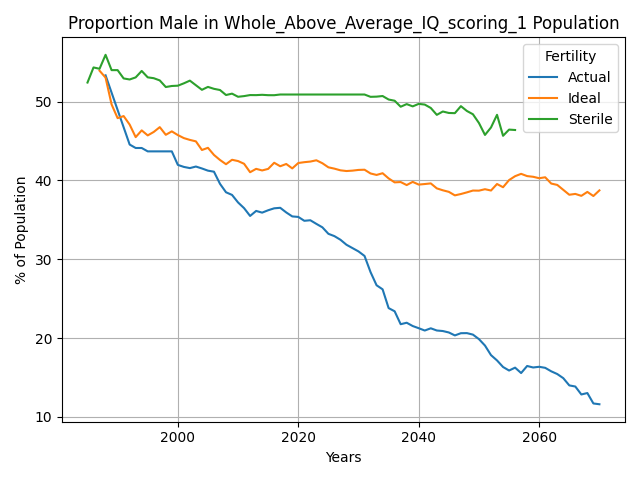 Proportion Male in Whole_Above_Average_IQ_scoring_1 Population
Fertility
Actual
Ideal
Sterile
% of Population
50
40
30
20
10
2000 2020 2040 2060
Years